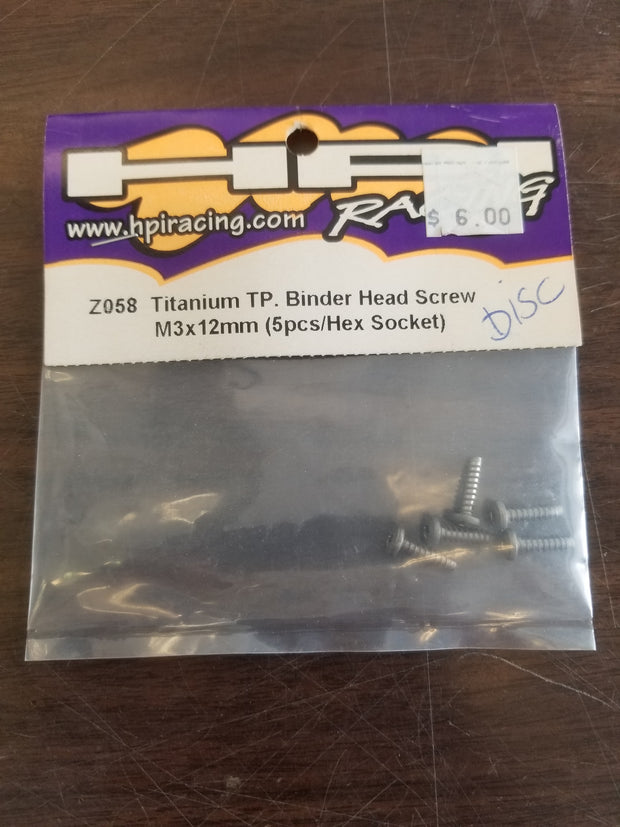 HPI
RACING
www.hpiracing.com
$ 6.00
Z058 Titanium TP. Binder Head Screw
M3x12mm (5pcs/Hex Socket)
DISC